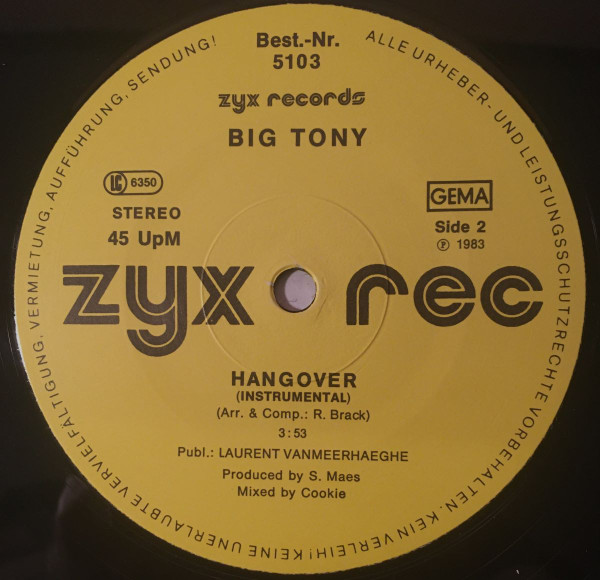 Best.-Nr.
5103
zyx records
BIG TONY
LC 6350
STEREO
45 UpM
GEMA
Side 2
Ⓟ 1983
zyx rec
HANGOVER
(INSTRUMENTAL)
(Arr. & Comp.: R. Brack)
3:53
Publ.: LAURENT VANMEERHAEGHE
Produced by S. Maes
Mixed by Cookie
ALLE URHEBER- UND LEISTUNGSSCHUTZRECHTE VORBEHALTEN. KEIN VERLEIH! KEINE UNERLAUBTE VERVIELFÄLTIGUNG, VERMIETUNG, AUFFÜHRUNG, SENDUNG!